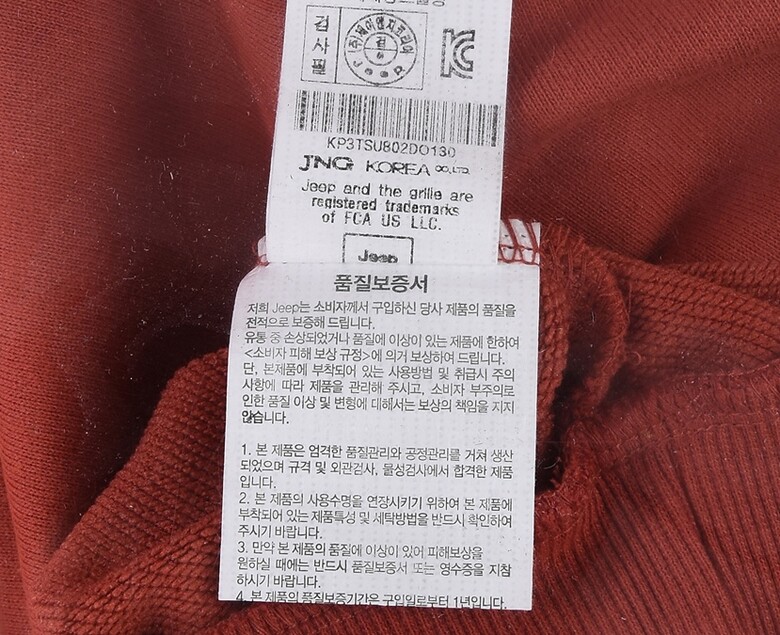 검사필
(주)제이엔지코리아
검
Jeep
KC
KP3TSU802DO130
JNG KOREA CO., LTD.
Jeep and the grille are
registered trademarks
of FCA US LLC.
Jeep
품질보증서
저희 Jeep는 소비자께서 구입하신 당사 제품의 품질을
전적으로 보증해 드립니다.
유통 중 손상되었거나 품질에 이상이 있는 제품에 한하여
<소비자 피해 보상 규정>에 의거 보상하여 드립니다.
단, 본제품에 부착되어 있는 사용방법 및 취급시 주의
사항에 따라 제품을 관리해 주시고, 소비자 부주의로
인한 품질 이상 및 변형에 대해서는 보상의 책임을 지지
않습니다.
1. 본 제품은 엄격한 품질관리와 공정관리를 거쳐 생산
되었으며 규격 및 외관검사, 물성검사에서 합격한 제품
입니다.
2. 본 제품의 사용수명을 연장시키기 위하여 본 제품에
부착되어 있는 제품특성 및 세탁방법을 반드시 확인하여
주시기 바랍니다.
3. 만약 본 제품의 품질에 이상이 있어 피해보상을
원하실 때에는 반드시 품질보증서 또는 영수증을 지참
하시기 바랍니다.
4. 본 제품의 품질보증기간은 구입일로부터 1년입니다.